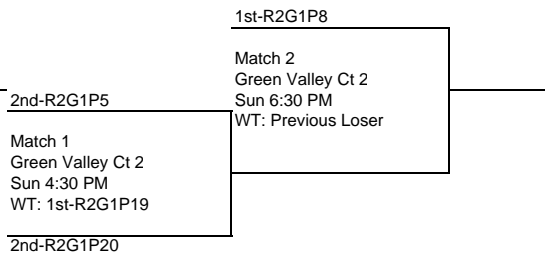 1st-R2G1P8
Match 2
Green Valley Ct 2
Sun 6:30 PM
WT: Previous Loser
2nd-R2G1P5
Match 1
Green Valley Ct 2
Sun 4:30 PM
WT: 1st-R2G1P19
2nd-R2G1P20